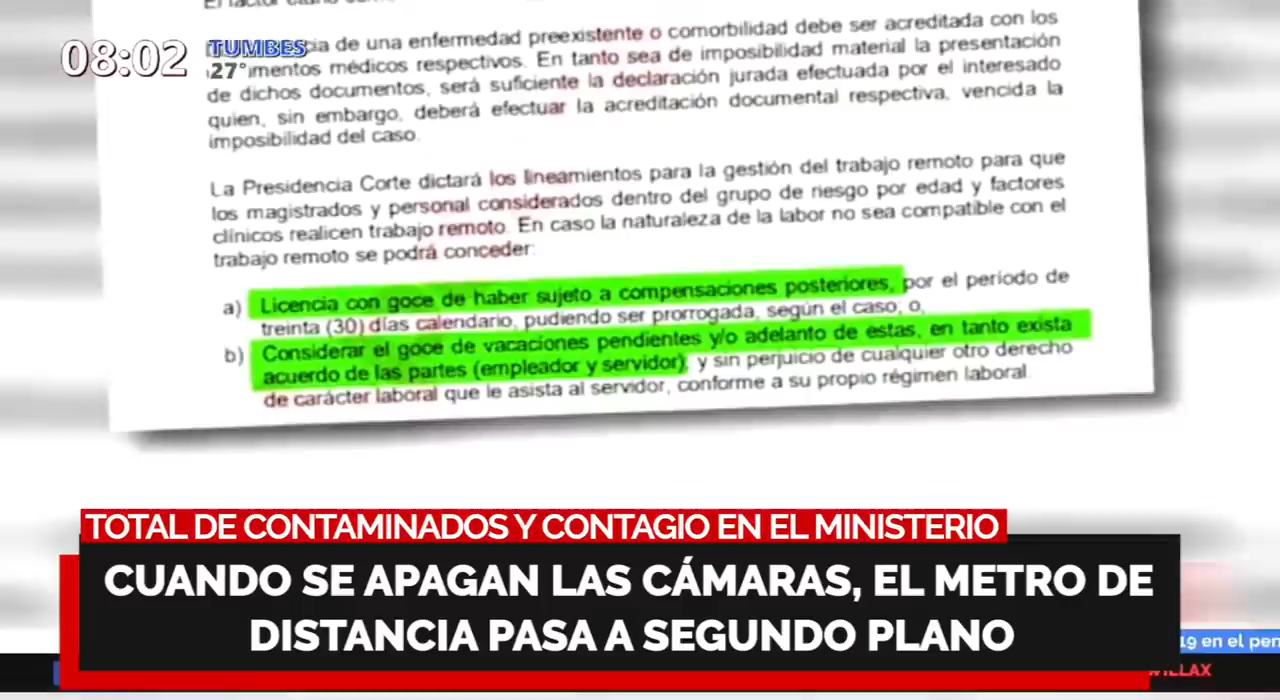 08:02
TUMBES
27°
El factor
de una enfermedad preexistente o comorbilidad debe ser acreditada con los
médicos respectivos. En tanto sea de imposibilidad material la presentación
de dichos documentos, será suficiente la declaración jurada efectuada por el interesado
quien, sin embargo, deberá efectuar la acreditación documental respectiva, vencida la
imposibilidad del caso.
La Presidencia Corte dictará los lineamientos para la gestión del trabajo remoto para que
los magistrados y personal considerados dentro del grupo de riesgo por edad y factores
clínicos realicen trabajo remoto. En caso la naturaleza de la labor no sea compatible con el
trabajo remoto se podrá conceder:
a) Licencia con goce de haber sujeto a compensaciones posteriores, por el período de
treinta (30) días calendario, pudiendo ser prorrogada, según el caso; o,
b) Considerar el goce de vacaciones pendientes y/o adelanto de estas, en tanto exista
acuerdo de las partes (empleador y servidor), y sin perjuicio de cualquier otro derecho
de carácter laboral que le asista al servidor, conforme a su propio régimen laboral.
TOTAL DE CONTAMINADOS Y CONTAGIO EN EL MINISTERIO
CUANDO SE APAGAN LAS CÁMARAS, EL METRO DE
DISTANCIA PASA A SEGUNDO PLANO
19 en el pen
WILLAX